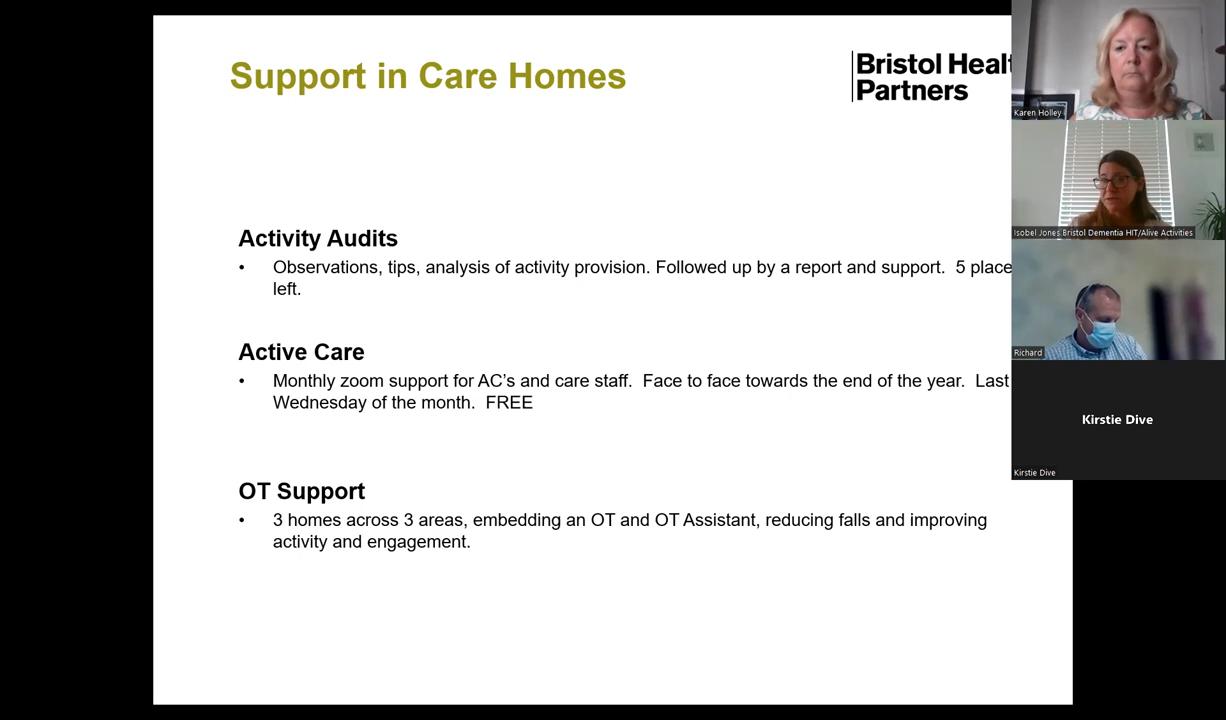 Support in Care Homes
Bristol Healt
Partners
Activity Audits
• Observations, tips, analysis of activity provision. Followed up by a report and support. 5 place
left.
Active Care
• Monthly zoom support for AC's and care staff. Face to face towards the end of the year. Last
Wednesday of the month. FREE
OT Support
• 3 homes across 3 areas, embedding an OT and OT Assistant, reducing falls and improving
activity and engagement.
Karen Holley
Isobel Jones Bristol Dementia HIT/Alive Activities
Richard
Kirstie Dive
Kirstie Dive